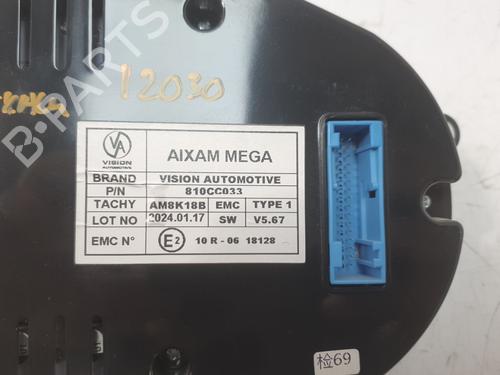 12030
VA
VISION
AUTOMOTIVE
AIXAM MEGA
BRAND VISION AUTOMOTIVE
P/N 810CC033
TACHY AM8K18B EMC TYPE 1
LOT NO 2024.01.17 SW V5.67
EMC N° E2 10 R - 06 18128
检69
B-PARTS